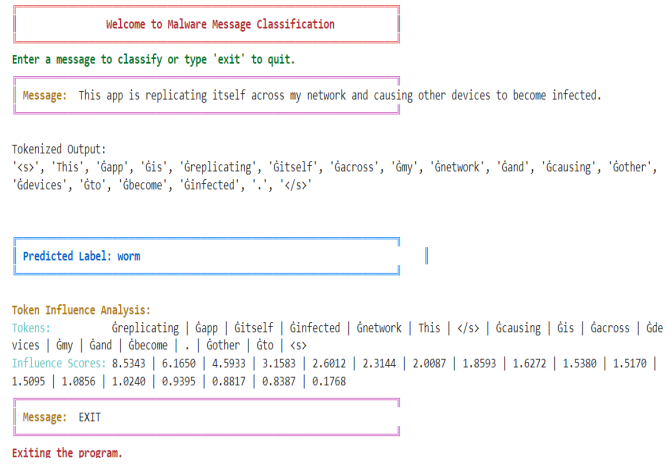 Welcome to Malware Message Classification
Enter a message to classify or type 'exit' to quit.
Message: This app is replicating itself across my network and causing other devices to become infected.
Tokenized Output:
'<s>', 'This', 'Ġapp', 'Ġis', 'Ġreplicating', 'Ġitself', 'Ġacross', 'Ġmy', 'Ġnetwork', 'Ġand', 'Ġcausing', 'Ġother',
'Ġdevices', 'Ġto', 'Ġbecome', 'Ġinfected', '.', '</s>'
Predicted Label: worm
Token Influence Analysis:
Tokens: Ġreplicating | Ġapp | Ġitself | Ġinfected | Ġnetwork | This | </s> | Ġcausing | Ġis | Ġacross | Ġde
vices | Ġmy | Ġand | Ġbecome | . | Ġother | Ġto | <s>
Influence Scores: 8.5343 | 6.1650 | 4.5933 | 3.1583 | 2.6012 | 2.3144 | 2.0087 | 1.8593 | 1.6272 | 1.5380 | 1.5170 |
1.5095 | 1.0856 | 1.0240 | 0.9395 | 0.8817 | 0.8387 | 0.1768
Message: EXIT
Exiting the program.